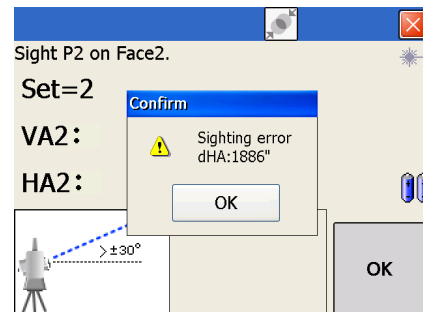 Sight P2 on Face2.
Set=2
VA2:
HA2:
Confirm
Sighting error
dHA:1886"
OK
>±30°
OK